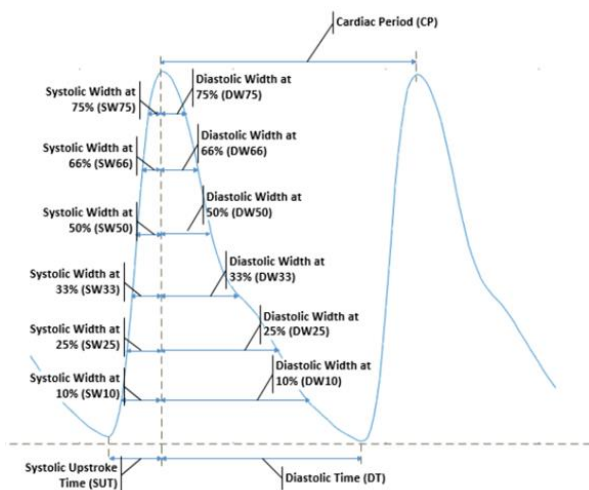 Cardiac Period (CP)
Systolic Width at
75% (SW75)
Diastolic Width at
75% (DW75)
Systolic Width at
66% (SW66)
Diastolic Width at
66% (DW66)
Systolic Width at
50% (SW50)
Diastolic Width at
50% (DW50)
Systolic Width at
33% (SW33)
Diastolic Width at
33% (DW33)
Systolic Width at
25% (SW25)
Diastolic Width at
25% (DW25)
Systolic Width at
10% (SW10)
Diastolic Width at
10% (DW10)
Systolic Upstroke
Time (SUT)
Diastolic Time (DT)